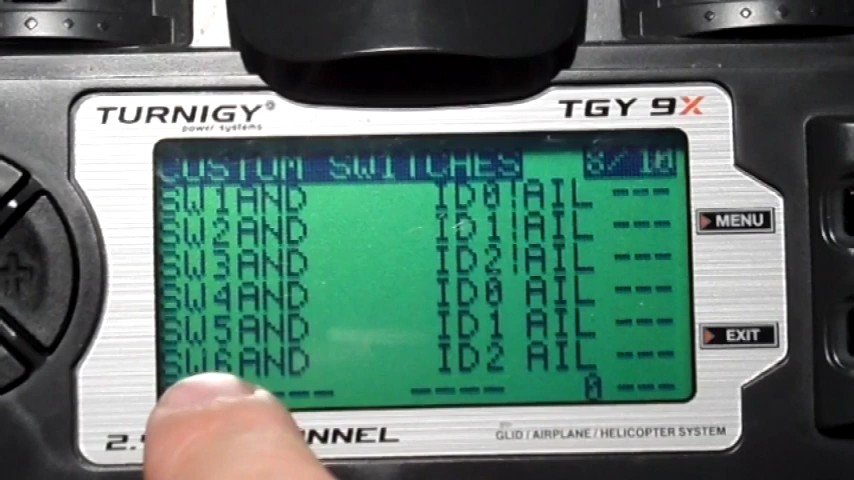 TURNIGY®
power systems
TGY 9X
CUSTOM SWITCHES 8/10
SW1AND ID0!AIL ---
SW2AND ID1!AIL ---
SW3AND ID2!AIL ---
SW4AND ID0 AIL ---
SW5AND ID1 AIL ---
SW6AND ID2 AIL ---
---- ---- 0 ---
MENU
EXIT
2.
GLID/AIRPLANE/HELICOPTER SYSTEM